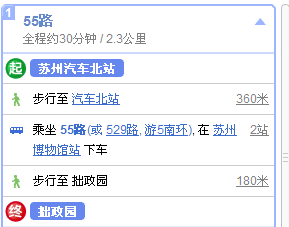 1
55路
全程约30分钟 / 2.3公里
起 苏州汽车北站
步行至 汽车北站 360米
乘坐 55路(或 529路, 游5南环), 在 苏州 2站
博物馆站 下车
步行至 拙政园 180米
终 拙政园